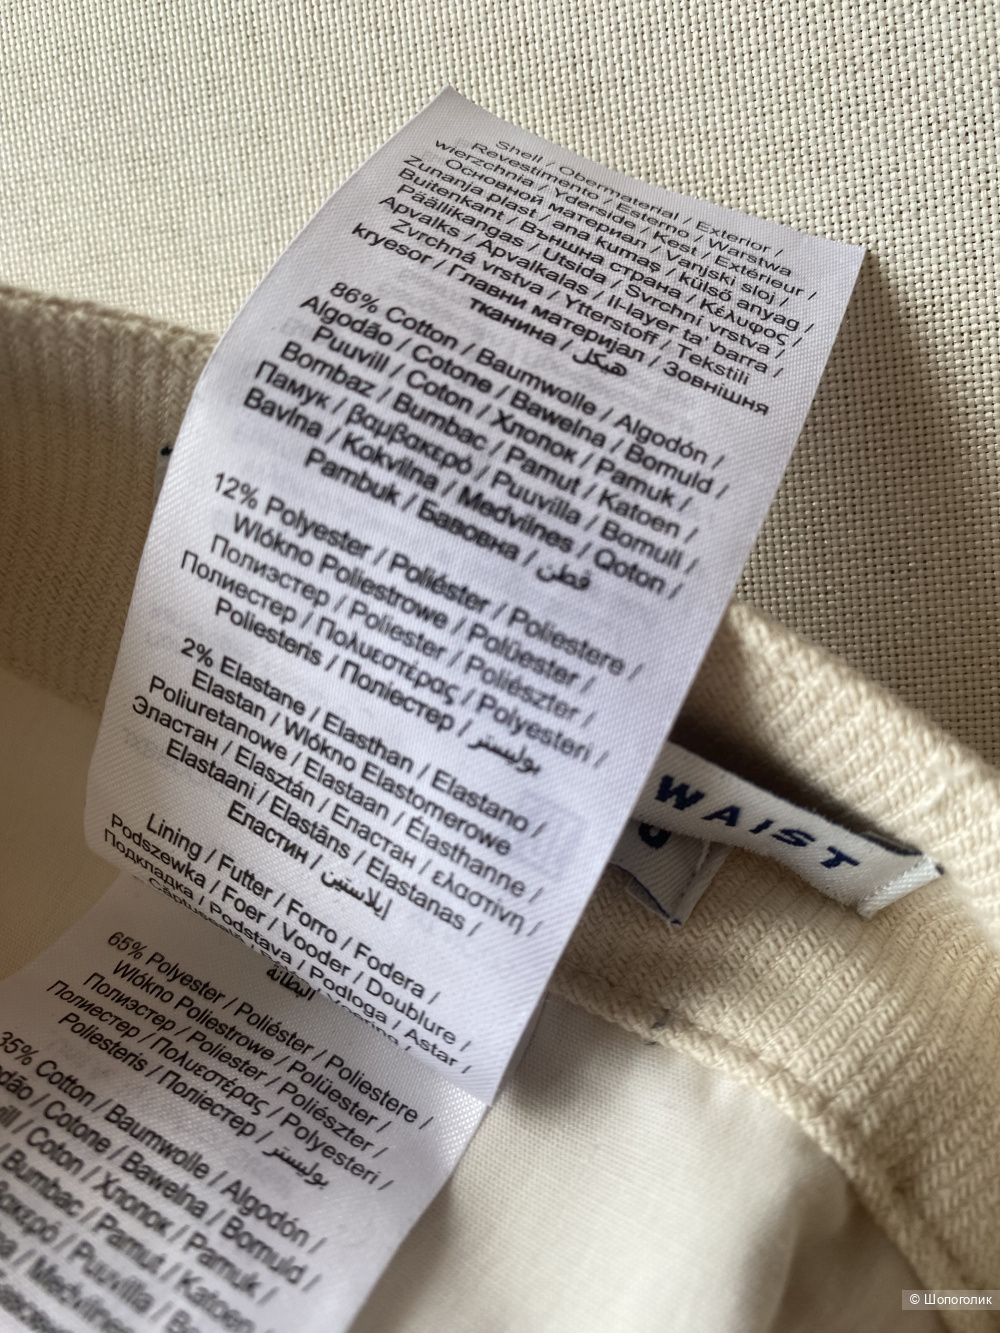 Shell / Obermaterial / Exterior /
Revestimento / Esterno / Warstwa
wierzchnia / Yderside / Kest / Extérieur /
Основной материал / Vanjski sloj /
Zunanja plast / ana kumaş / külső anyag /
Buitenkant / Външна страна / Κέλυφος /
Päällikangas / Utsida / Svrchní vrstva /
Apvalks / Apvalkalas / Il-layer ta' barra /
Zvrchná vrstva / Ytterstoff / Tekstili
kryesor / Главни материјал / Зовнішня
тканина / هيكل
86% Cotton / Baumwolle / Algodón /
Algodão / Cotone / Bawełna / Bomuld /
Puuvill / Coton / Хлопок / Pamuk /
Bombaz / Bumbac / Pamut / Katoen /
Памук / βαμβακερό / Puuvilla / Bomull /
Bavlna / Kokvilna / Medvilnes / Qoton /
Pambuk / Бавовна / قطن
12% Polyester / Poliéster / Poliestere /
Włókno Poliestrowe / Polüester /
Полиэстер / Poliester / Poliészter /
Полиестер / Πολυεστέρας / Polyesteri /
Poliesteris / Поліестер / بوليستر
2% Elastane / Elasthan / Elastano /
Elastan / Włókno Elastomerowe
Poliuretanowe / Elastaan / Élasthanne /
Эластан / Elasztán / Еластан / ελαστίνη /
Elastaani / Elastāns / Elastanas /
Еластин / إيلاستين
Lining / Futter / Forro / Fodera /
Podszewka / Foer / Vooder / Doublure /
Подкладка / Podstava / Podloga / Astar /
البطانة
65% Polyester / Poliéster / Poliestere /
Włókno Poliestrowe / Polüester /
Полиэстер / Poliester / Poliészter /
Полиестер / Πολυεστέρας / Polyesteri /
Poliesteris / Поліестер / بوليستر
35% Cotton / Baumwolle / Algodón /
Cotone / Bawełna / Bomuld /
Coton / Хлопок / Pamuk /
Bumbac / Pamut / Katoen /
Puuvilla
WAIST
© Шопоголик